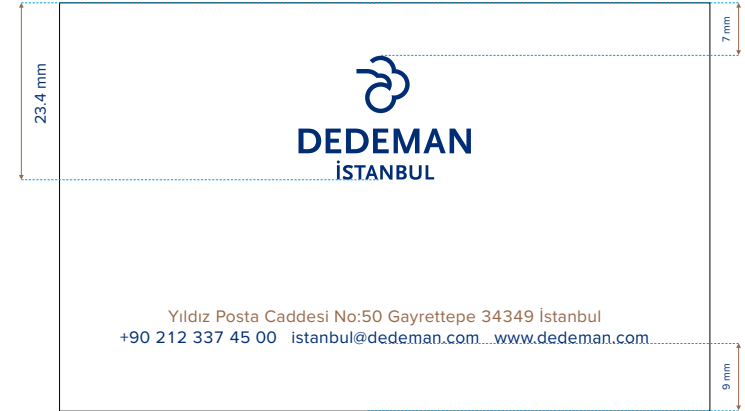 7 mm
23.4 mm
DEDEMAN
İSTANBUL
Yıldız Posta Caddesi No:50 Gayrettepe 34349 İstanbul
+90 212 337 45 00 istanbul@dedeman.com www.dedeman.com
9 mm